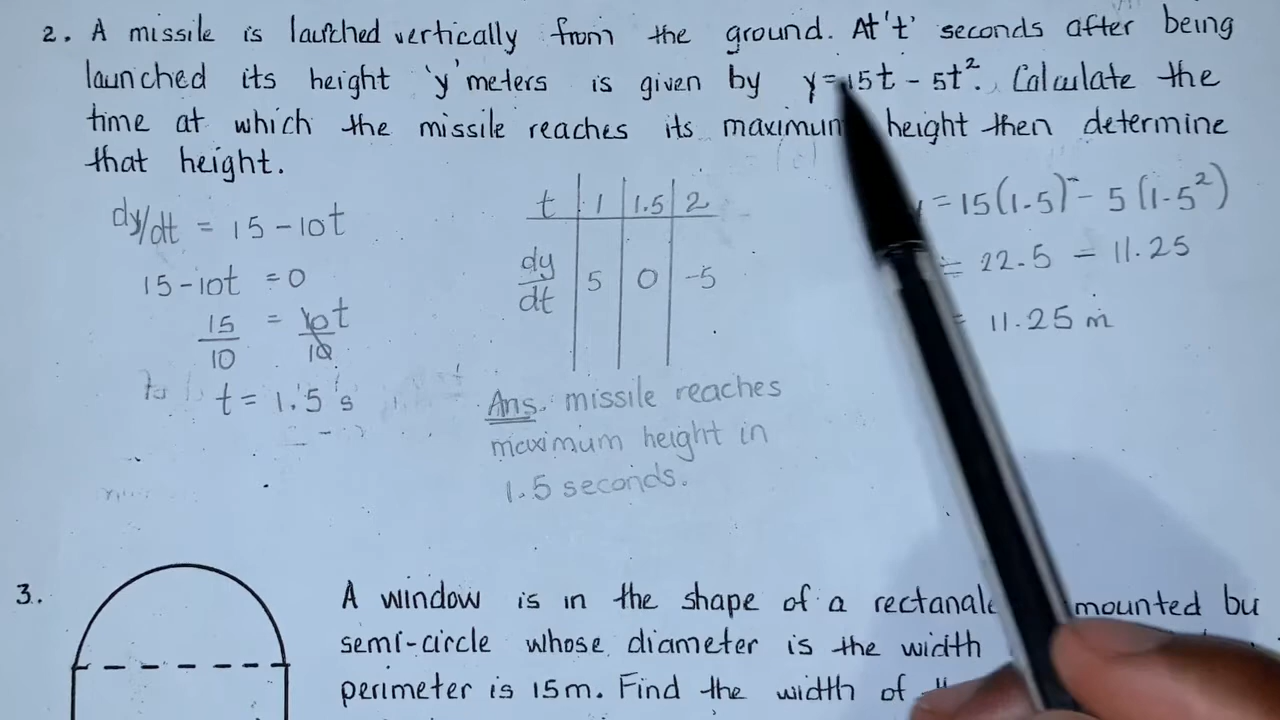 2. A missile is launched vertically from the ground. At 't' seconds after being
launched its height 'y' meters is given by y=15t - 5t². Calculate the
time at which the missile reaches its maximum height then determine
that height.
dy/dt = 15-10t
15-10t = 0
15/10 = 10t/10
t = 1.5 s
t | 1 | 1.5 | 2
dy/dt | 5 | 0 | -5
Ans. missile reaches
maximum height in
1.5 seconds.
= 15(1.5) - 5(1.5²)
= 22.5 - 11.25
= 11.25 m
3. A window is in the shape of a mounted
semi-circle whose diameter is the width
perimeter is 15m. Find the width of